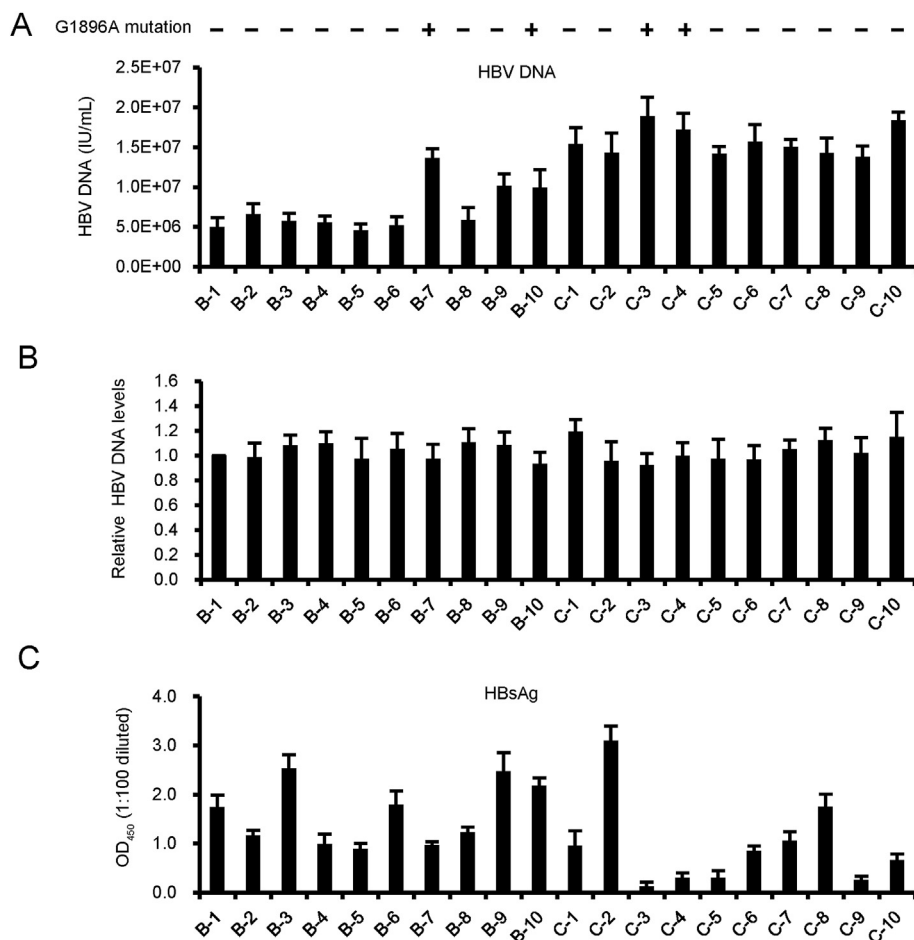 A
G1896A mutation − − − − − − + − − + − − + + − − − − − −
HBV DNA
HBV DNA (IU/mL)
2.5E+07
2.0E+07
1.5E+07
1.0E+07
5.0E+06
0.0E+00
B-1 B-2 B-3 B-4 B-5 B-6 B-7 B-8 B-9 B-10 C-1 C-2 C-3 C-4 C-5 C-6 C-7 C-8 C-9 C-10
B
Relative HBV DNA levels
1.6
1.4
1.2
1.0
0.8
0.6
0.4
0.2
0.0
B-1 B-2 B-3 B-4 B-5 B-6 B-7 B-8 B-9 B-10 C-1 C-2 C-3 C-4 C-5 C-6 C-7 C-8 C-9 C-10
C
HBsAg
OD450 (1:100 diluted)
4.0
3.0
2.0
1.0
0.0
B-1 B-2 B-3 B-4 B-5 B-6 B-7 B-8 B-9 B-10 C-1 C-2 C-3 C-4 C-5 C-6 C-7 C-8 C-9 C-10